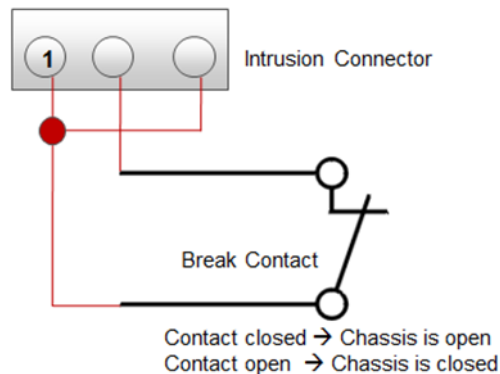 1
Intrusion Connector
Break Contact
Contact closed → Chassis is open
Contact open → Chassis is closed